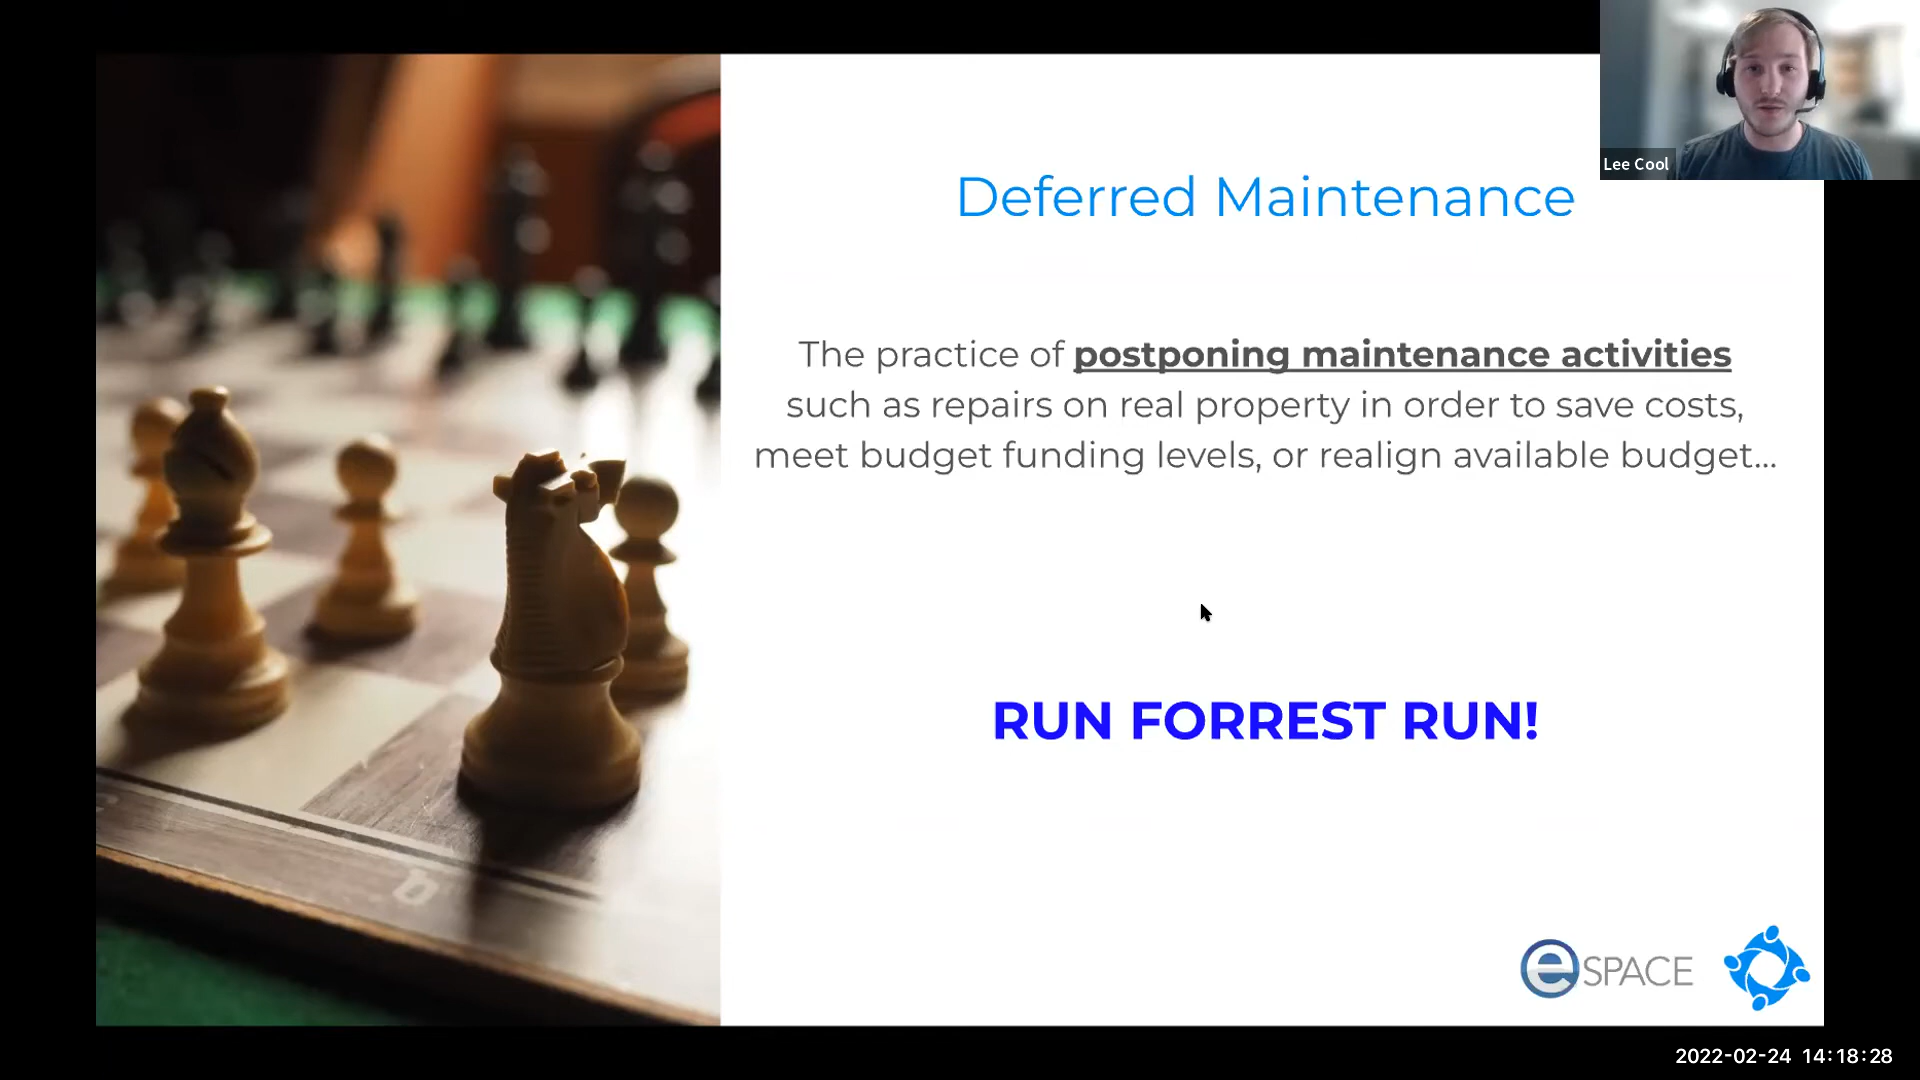 Lee Cool
Deferred Maintenance
The practice of postponing maintenance activities
such as repairs on real property in order to save costs,
meet budget funding levels, or realign available budget...
RUN FORREST RUN!
eSPACE
2022-02-24 14:18:28